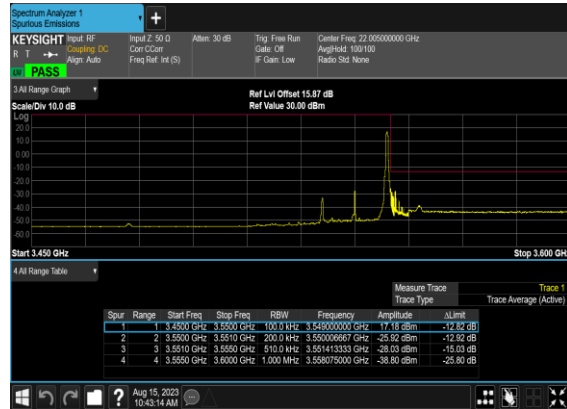 Spectrum Analyzer 1
Spurious Emissions
+
KEYSIGHT Input: RF Input Z: 50 Ω Atten: 30 dB Trig: Free Run Center Freq: 22.005000000 GHz
R T Coupling: DC Corr CCorr Gate: Off Avg|Hold: 100/100
Align: Auto Freq Ref: Int (S) IF Gain: Low Radio Std: None
PASS
3 All Range Graph
Ref Lvl Offset 15.87 dB
Scale/Div 10.0 dB Ref Value 30.00 dBm
Log
20.0
10.0
0.00
-10.0
-20.0
-30.0
-40.0
-50.0
-60.0
Start 3.450 GHz Stop 3.600 GHz
4 All Range Table
Measure Trace Trace 1
Trace Type Trace Average (Active)
Spur Range Start Freq Stop Freq RBW Frequency Amplitude ΔLimit
1 1 3.4500 GHz 3.5500 GHz 100.0 kHz 3.549000000 GHz 17.18 dBm -12.82 dB
2 2 3.5500 GHz 3.5510 GHz 200.0 kHz 3.550006667 GHz -25.92 dBm -12.92 dB
3 3 3.5510 GHz 3.5550 GHz 510.0 kHz 3.551413333 GHz -28.03 dBm -15.03 dB
4 4 3.5550 GHz 3.6000 GHz 1.000 MHz 3.558075000 GHz -38.80 dBm -25.80 dB
? Aug 15, 2023
10:43:14 AM